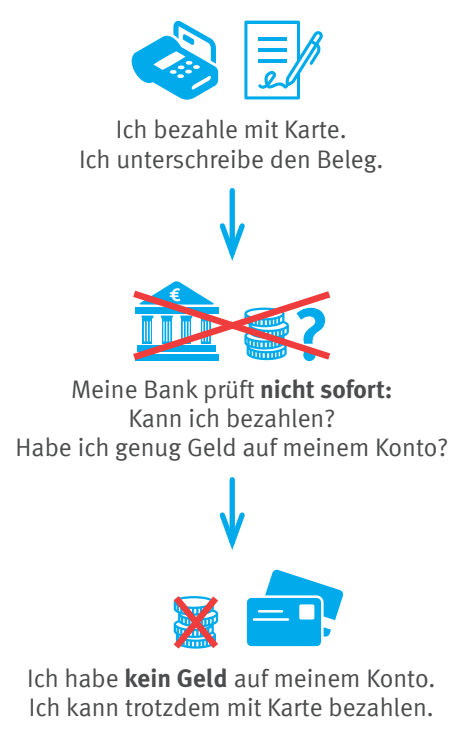 €
Ich bezahle mit Karte.
Ich unterschreibe den Beleg.
?
Meine Bank prüft nicht sofort:
Kann ich bezahlen?
Habe ich genug Geld auf meinem Konto?
Ich habe kein Geld auf meinem Konto.
Ich kann trotzdem mit Karte bezahlen.